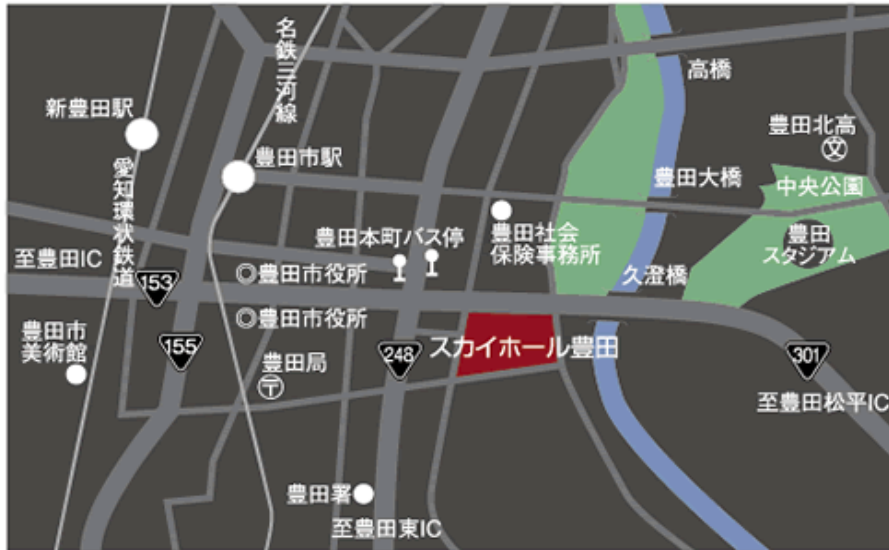 名鉄三河線
高橋
新豊田駅
豊田北高
文
豊田市駅
愛知環状鉄道
豊田大橋
中央公園
豊田本町バス停
豊田社会
保険事務所
豊田
スタジアム
至豊田IC
153
豊田市役所
久澄橋
豊田市役所
豊田市
美術館
155
豊田局
〒
248
スカイホール豊田
301
至豊田松平IC
豊田署
至豊田東IC